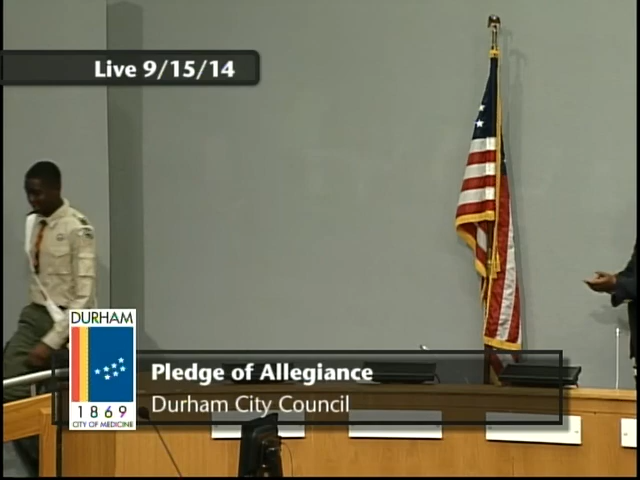 Live 9/15/14
DURHAM
1869
CITY OF MEDICINE
Pledge of Allegiance
Durham City Council